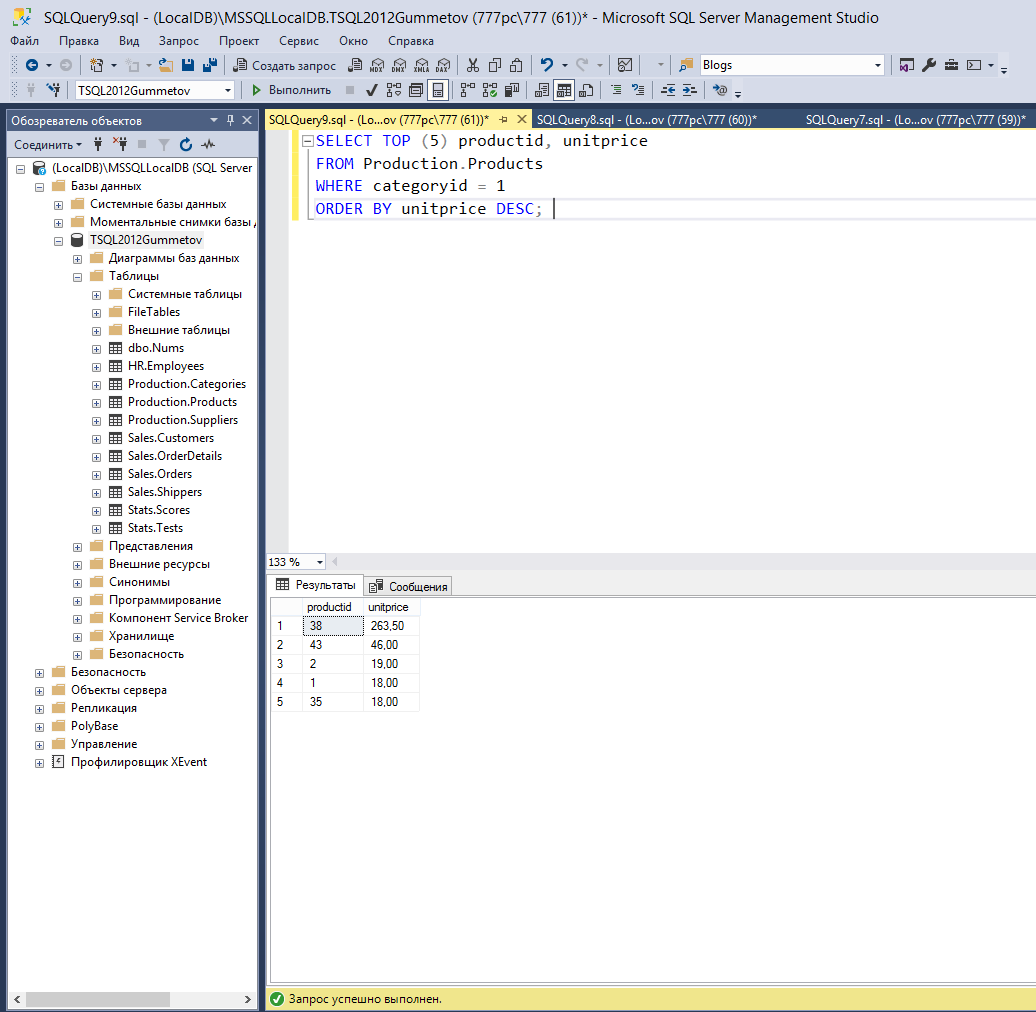 SQLQuery9.sql - (LocalDB)\MSSQLLocalDB.TSQL2012Gummetov (777pc\777 (61))* - Microsoft SQL Server Management Studio
Файл Правка Вид Запрос Проект Сервис Окно Справка
Создать запрос MDX DMX XMLA DAX Blogs
TSQL2012Gummetov Выполнить
Обозреватель объектов
Соединить
(LocalDB)\MSSQLLocalDB (SQL Server
Базы данных
Системные базы данных
Моментальные снимки базы
TSQL2012Gummetov
Диаграммы баз данных
Таблицы
Системные таблицы
FileTables
Внешние таблицы
dbo.Nums
HR.Employees
Production.Categories
Production.Products
Production.Suppliers
Sales.Customers
Sales.OrderDetails
Sales.Orders
Sales.Shippers
Stats.Scores
Stats.Tests
Представления
Внешние ресурсы
Синонимы
Программирование
Компонент Service Broker
Хранилище
Безопасность
Безопасность
Объекты сервера
Репликация
PolyBase
Управление
Профилировщик XEvent
SQLQuery9.sql - (Lo...ov (777pc\777 (61))* SQLQuery8.sql - (Lo...ov (777pc\777 (60))* SQLQuery7.sql - (Lo...ov (777pc\777 (59))*
SELECT TOP (5) productid, unitprice
FROM Production.Products
WHERE categoryid = 1
ORDER BY unitprice DESC;
133 %
Результаты Сообщения
productid unitprice
1 38 263,50
2 43 46,00
3 2 19,00
4 1 18,00
5 35 18,00
Запрос успешно выполнен.